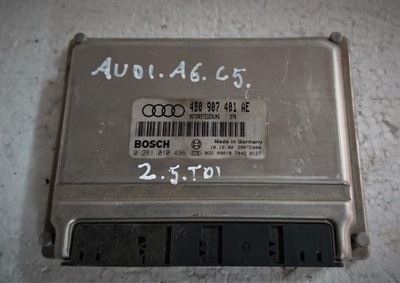 AUDI. A6. C5.
4B0 907 401 AE
MOTORSTEUERUNG
BOSCH
Made in Germany
0 281 010 496
2.5.TDI